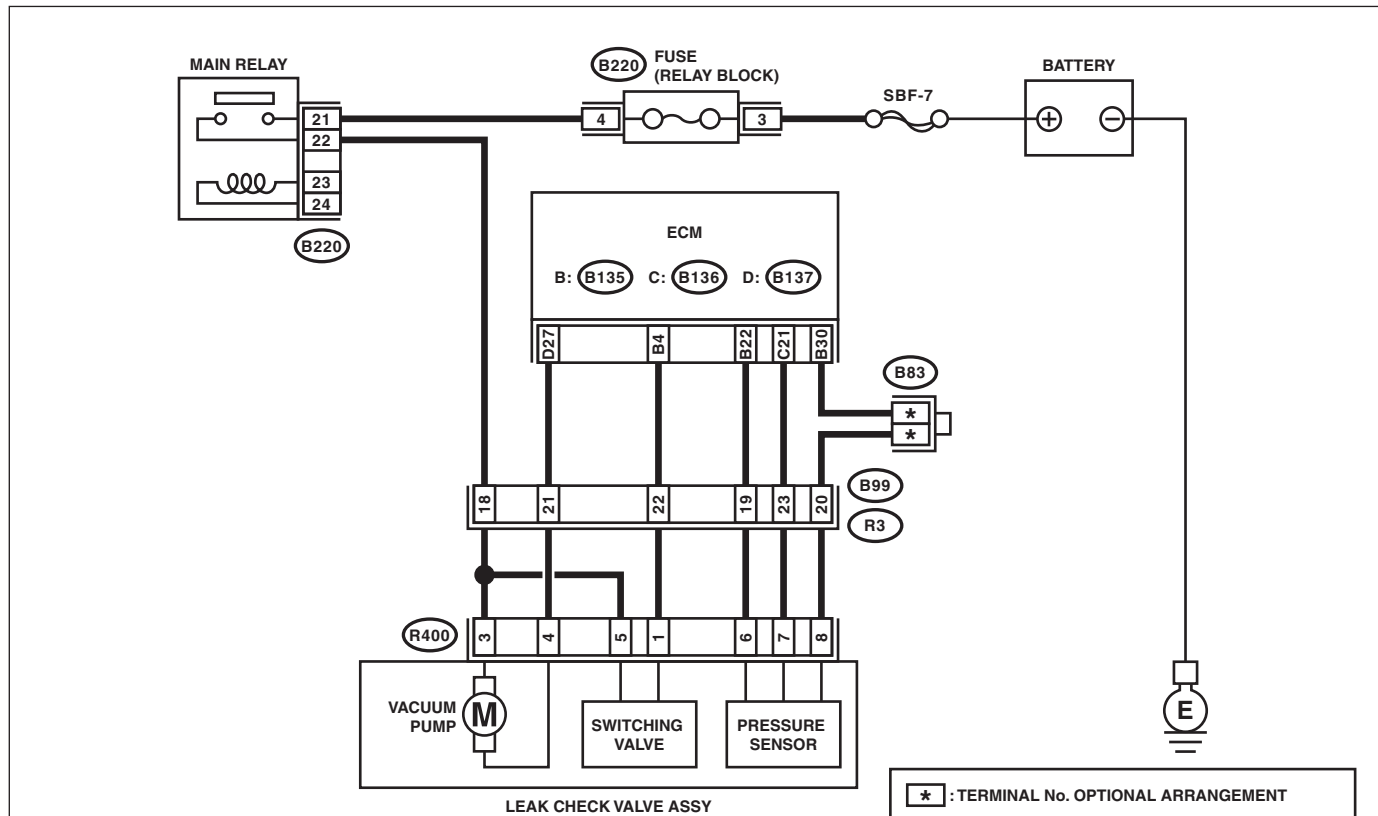 MAIN RELAY
21
22
23
24
B220
B220
FUSE
(RELAY BLOCK)
4
3
SBF-7
BATTERY
+
−
ECM
B: B135 C: B136 D: B137
D27
B4
B22
C21
B30
B83
*
*
18
21
22
19
23
20
B99
R3
R400
3
4
5
1
6
7
8
VACUUM
PUMP
M
SWITCHING
VALVE
PRESSURE
SENSOR
LEAK CHECK VALVE ASSY
E
* : TERMINAL No. OPTIONAL ARRANGEMENT